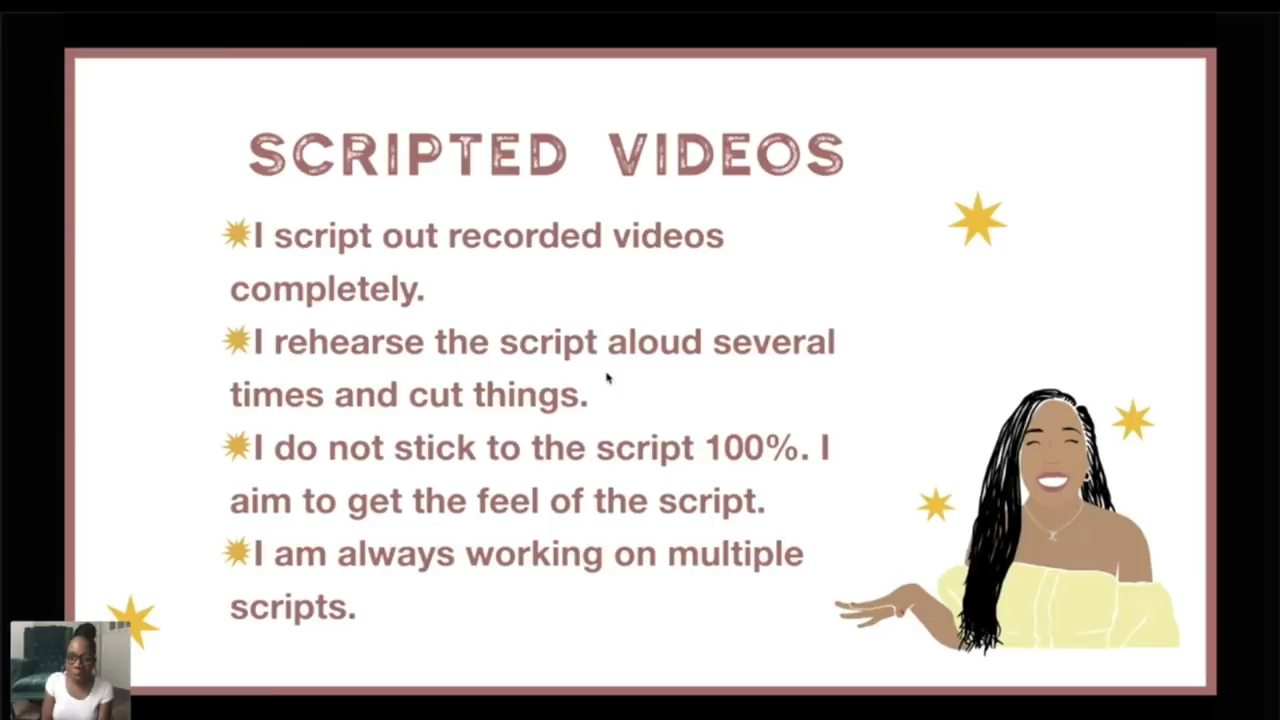 SCRIPTED VIDEOS
I script out recorded videos
completely.
I rehearse the script aloud several
times and cut things.
I do not stick to the script 100%. I
aim to get the feel of the script.
I am always working on multiple
scripts.